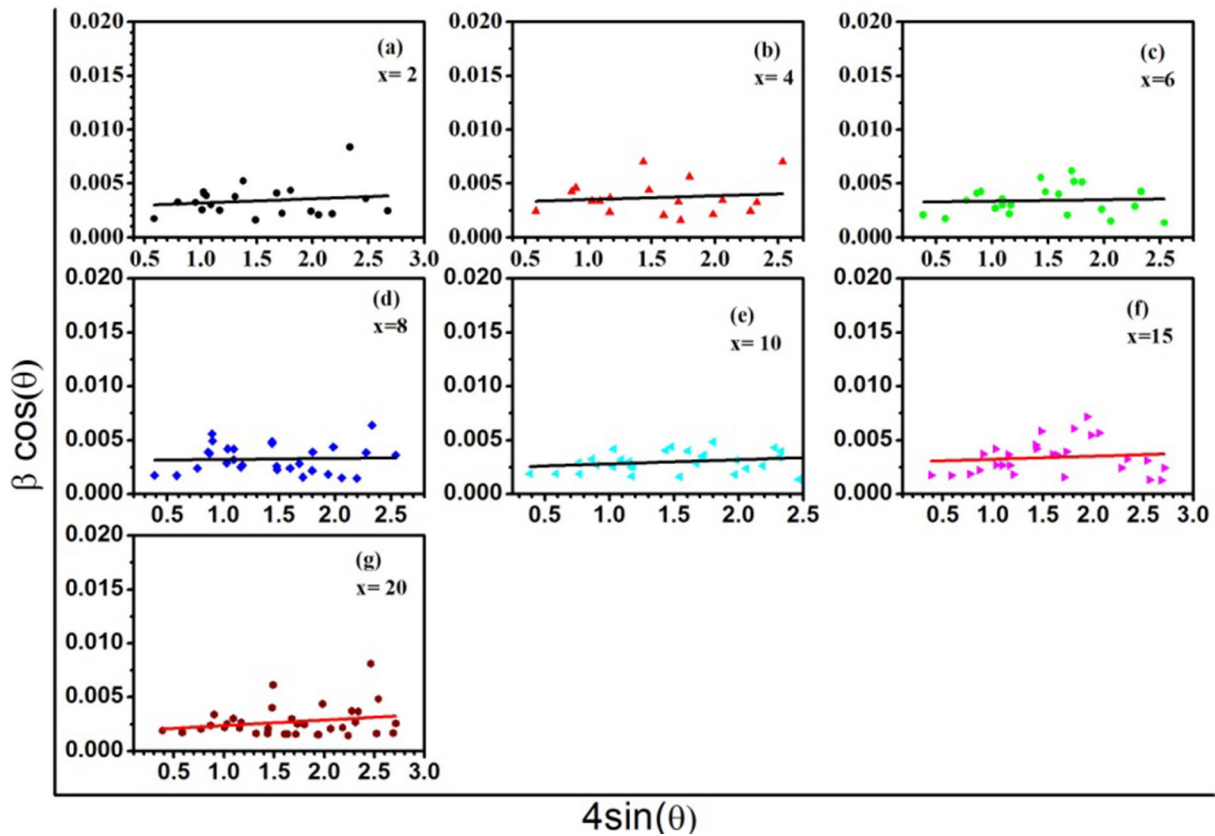 0.020 0.020 0.020
(a) (b) (c)
x= 2 x= 4 x=6
0.015 0.015 0.015
0.010 0.010 0.010
0.005 0.005 0.005
0.000 0.000 0.000
0.5 1.0 1.5 2.0 2.5 3.0 0.5 1.0 1.5 2.0 2.5 0.5 1.0 1.5 2.0 2.5
0.020 0.020 0.020
(d) (e) (f)
x=8 x= 10 x=15
0.015 0.015 0.015
0.010 0.010 0.010
0.005 0.005 0.005
0.000 0.000 0.000
0.5 1.0 1.5 2.0 2.5 0.5 1.0 1.5 2.0 2.5 0.5 1.0 1.5 2.0 2.5 3.0
β cos(θ)
0.020
(g)
x= 20
0.015
0.010
0.005
0.000
0.5 1.0 1.5 2.0 2.5 3.0
4sin(θ)